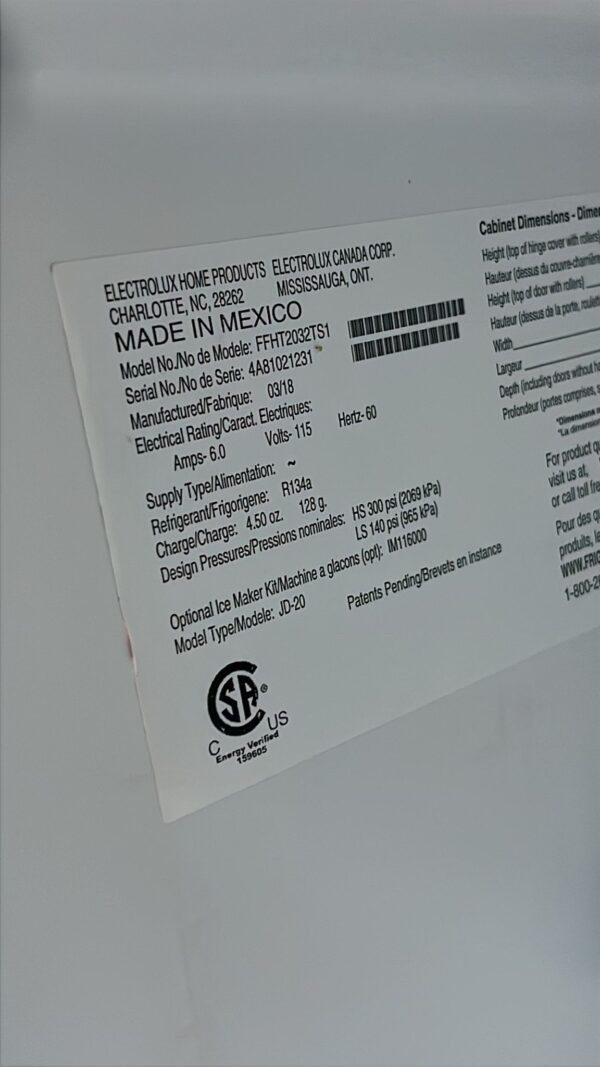 ELECTROLUX HOME PRODUCTS ELECTROLUX CANADA CORP.
CHARLOTTE, NC, 28262 MISSISSAUGA, ONT.
MADE IN MEXICO
Model No./No de Modele: FFHT2032TS1
Serial No./No de Serie: 4A81021231
Manufactured/Fabrique: 03/18
Electrical Rating/Caract. Electriques:
Amps- 6.0 Volts- 115 Hertz- 60
Supply Type/Alimentation: ~
Refrigerant/Frigorigene: R134a
Charge/Charge: 4.50 oz. 128 g.
Design Pressures/Pressions nominales: HS 300 psi (2069 kPa)
LS 140 psi (965 kPa)
Optional Ice Maker Kit/Machine a glacons (opt): IM116000
Model Type/Modele: JD-20 Patents Pending/Brevets en instance
SA®
C US
Energy Verified
159605
Cabinet Dimensions - Dime
Height (top of hinge cover with rollers)
Hauteur (dessus du couvre-charnière
Height (top of door with rollers)
Hauteur (dessus de la porte, roulet
Width
Largeur
Depth (including doors without h
Profondeur (portes comprises, s
*Dimensions
*La dimension
For product q
visit us at,
or call toll fre
Pour des q
produits, le
WWW.FRIG
1-800-2